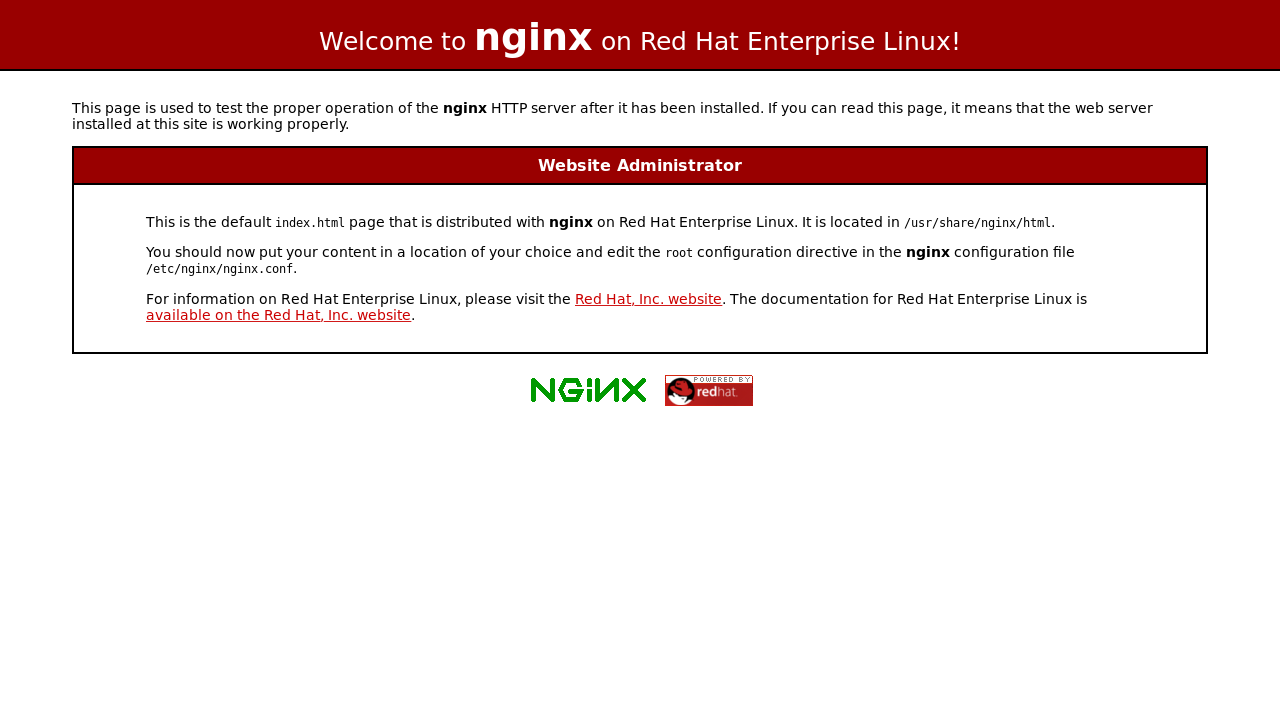 Welcome to nginx on Red Hat Enterprise Linux!
This page is used to test the proper operation of the nginx HTTP server after it has been installed. If you can read this page, it means that the web server
installed at this site is working properly.
Website Administrator
This is the default index.html page that is distributed with nginx on Red Hat Enterprise Linux. It is located in /usr/share/nginx/html.
You should now put your content in a location of your choice and edit the root configuration directive in the nginx configuration file
/etc/nginx/nginx.conf.
For information on Red Hat Enterprise Linux, please visit the Red Hat, Inc. website. The documentation for Red Hat Enterprise Linux is
available on the Red Hat, Inc. website.
NGiNX
POWERED BY
redhat.